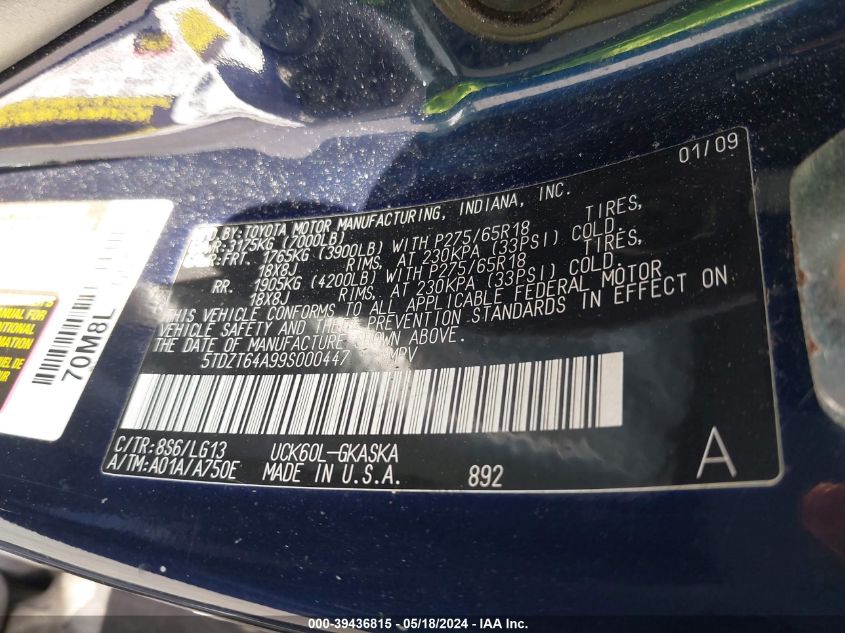 01/09
MFD.BY:TOYOTA MOTOR MANUFACTURING, INDIANA, INC.
GVWR:3175KG (7000LB)
GAWR:FRT. 1765KG (3900LB) WITH P275/65R18 TIRES,
18X8J RIMS, AT 230KPA (33PSI) COLD.
RR. 1905KG (4200LB) WITH P275/65R18 TIRES,
18X8J RIMS, AT 230KPA (33PSI) COLD.
THIS VEHICLE CONFORMS TO ALL APPLICABLE FEDERAL MOTOR
VEHICLE SAFETY AND THEFT PREVENTION STANDARDS IN EFFECT ON
THE DATE OF MANUFACTURE SHOWN ABOVE.
5TDZT64A99S000447 MPV
C/TR:8S6/LG13 UCK60L-GKASKA
A/TM:A01A/A750E MADE IN U.S.A. 892 A
70M8L
MANUAL FOR
DITIONAL
RMATION
000-39436815 - 05/18/2024 - IAA Inc.